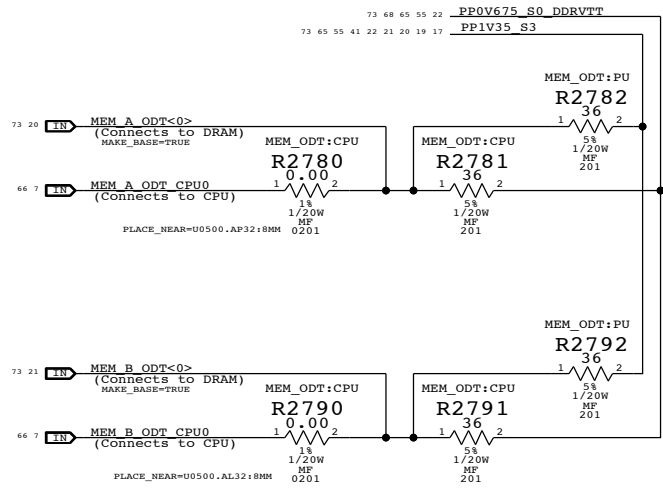 73 68 65 55 22 PP0V675_S0_DDRVTT
73 65 55 41 22 21 20 19 17 PP1V35_S3
MEM_ODT:PU
R2782
36
1 2
5%
1/20W
MF
201
73 20 IN MEM_A_ODT<0>
(Connects to DRAM)
MAKE_BASE=TRUE
MEM_ODT:CPU
R2780
0.00
1 2
1%
1/20W
MF
0201
MEM_ODT:CPU
R2781
36
1 2
5%
1/20W
MF
201
66 7 IN MEM_A_ODT_CPU0
(Connects to CPU)
PLACE_NEAR=U0500.AP32:8MM
MEM_ODT:PU
R2792
36
1 2
5%
1/20W
MF
201
73 21 IN MEM_B_ODT<0>
(Connects to DRAM)
MAKE_BASE=TRUE
MEM_ODT:CPU
R2790
0.00
1 2
1%
1/20W
MF
0201
MEM_ODT:CPU
R2791
36
1 2
5%
1/20W
MF
201
66 7 IN MEM_B_ODT_CPU0
(Connects to CPU)
PLACE_NEAR=U0500.AL32:8MM